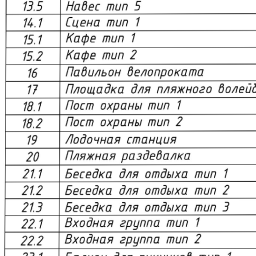 13.5 Навес тип 5
14.1 Сцена тип 1
15.1 Кафе тип 1
15.2 Кафе тип 2
16 Павильон велопроката
17 Площадка для пляжного
18.1 Пост охраны тип 1
18.2 Пост охраны тип 2
19 Лодочная станция
20 Пляжная раздевалка
21.1 Беседка для отдыха тип 1
21.2 Беседка для отдыха тип 2
21.3 Беседка для отдыха тип 3
22.1 Входная группа тип 1
22.2 Входная группа тип 2